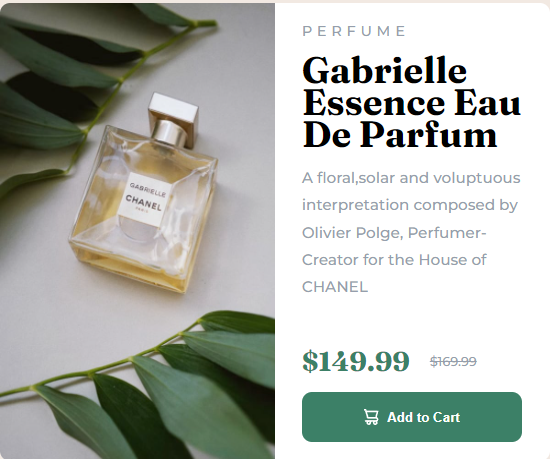 PERFUME
Gabrielle
Essence Eau
De Parfum
A floral,solar and voluptuous
interpretation composed by
Olivier Polge, Perfumer-
Creator for the House of
CHANEL
$149.99 $169.99
Add to Cart
GABRIELLE
CHANEL
PARIS